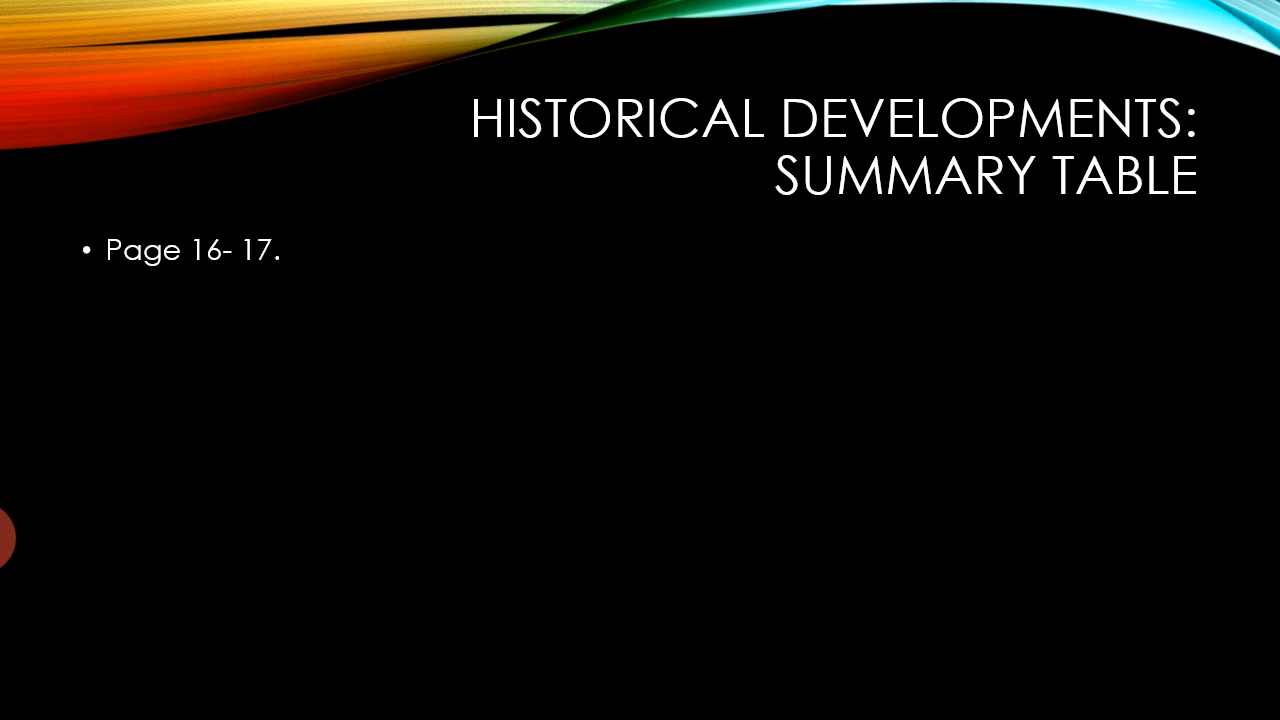 HISTORICAL DEVELOPMENTS:
SUMMARY TABLE
• Page 16- 17.